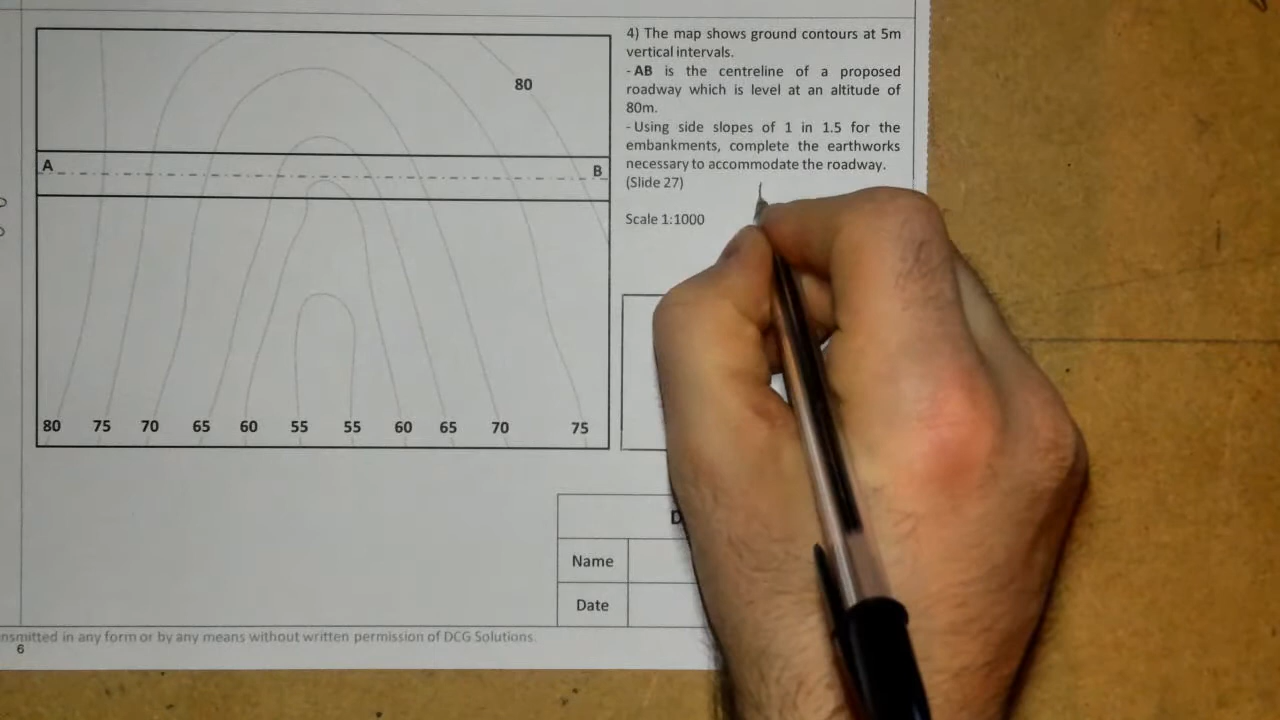 80
A
B
80 75 70 65 60 55 55 60 65 70 75
4) The map shows ground contours at 5m
vertical intervals.
- AB is the centreline of a proposed
roadway which is level at an altitude of
80m.
- Using side slopes of 1 in 1.5 for the
embankments, complete the earthworks
necessary to accommodate the roadway.
(Slide 27)
Scale 1:1000
Name
Date
in any form or by any means without written permission of DCG Solutions.
6